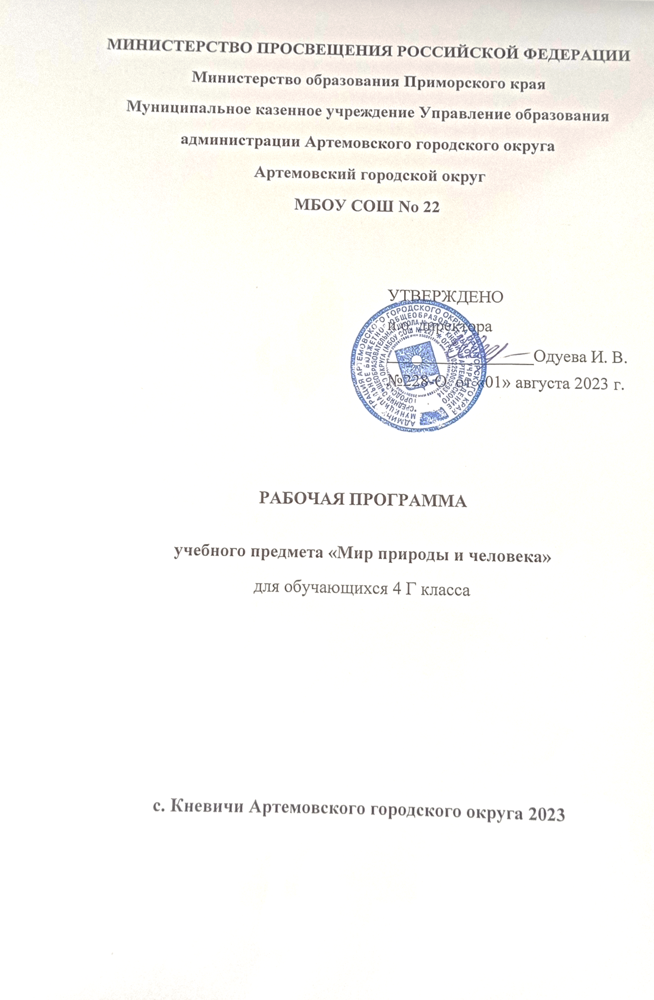 МИНИСТЕРСТВО ПРОСВЕЩЕНИЯ РОССИЙСКОЙ ФЕДЕРАЦИИ
Министерство образования Приморского края
Муниципальное казенное учреждение Управление образования
администрации Артемовского городского округа
Артемовский городской округ
МБОУ СОШ No 22
УТВЕРЖДЕНО
и.о. директора
Одуева И. В.
№228-О от «01» августа 2023 г.
РАБОЧАЯ ПРОГРАММА
учебного предмета «Мир природы и человека»
для обучающихся 4 Г класса
с. Кневичи Артемовского городского округа 2023